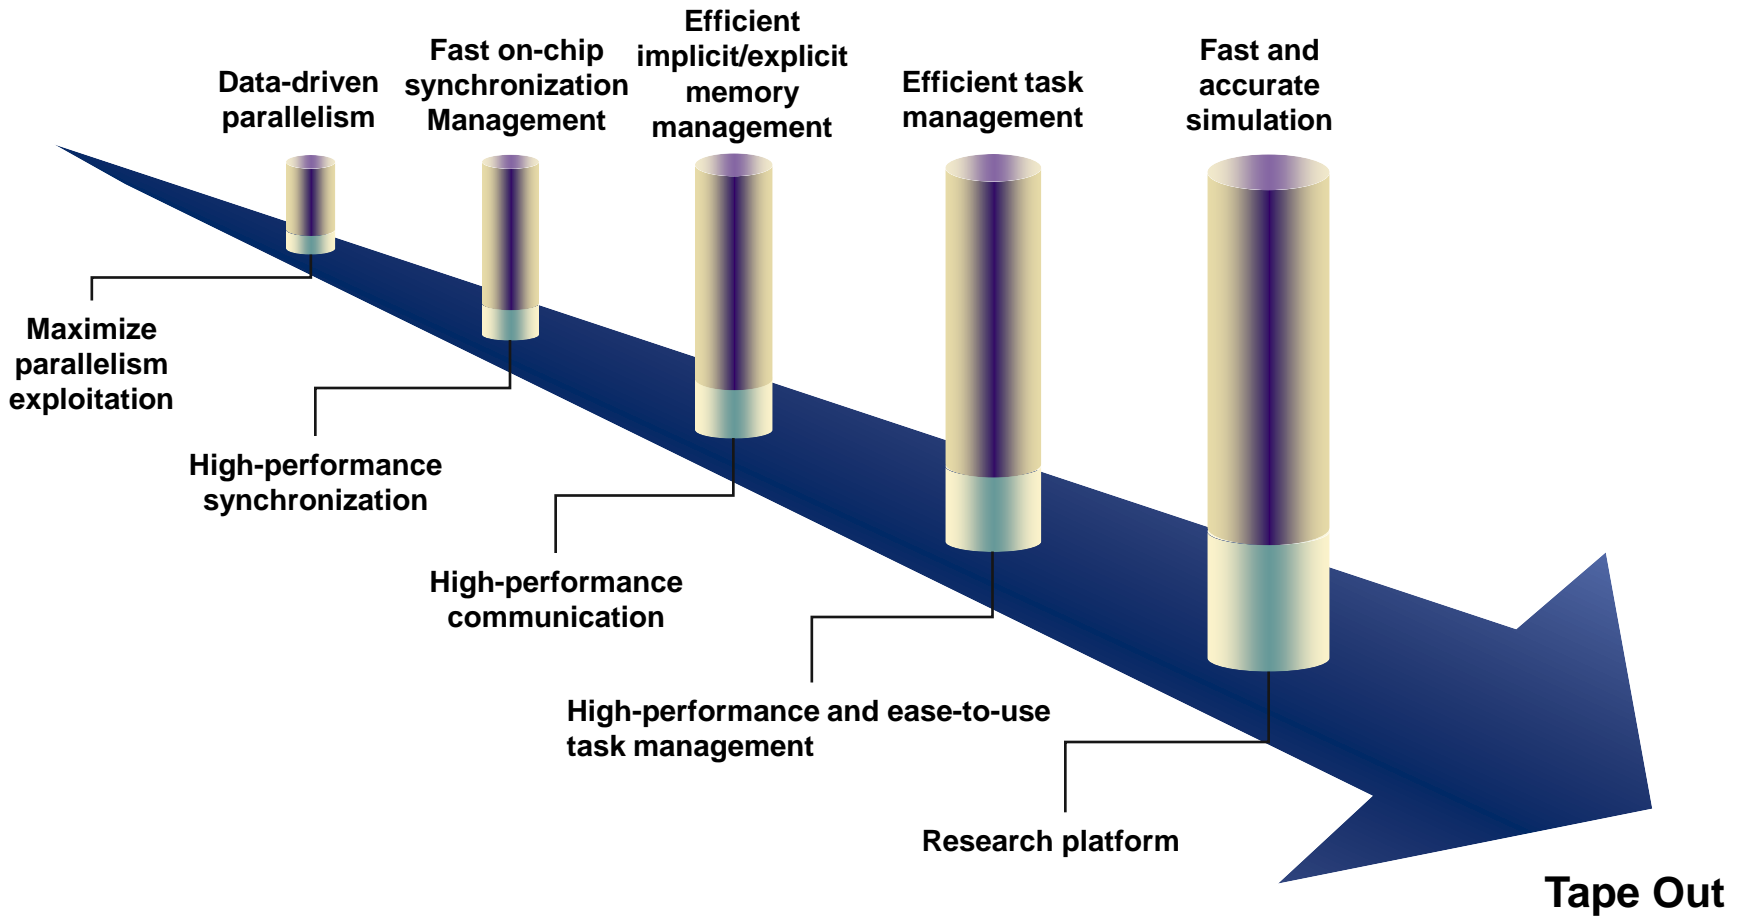 Data-driven
parallelism
Fast on-chip
synchronization
Management
Efficient
implicit/explicit
memory
management
Efficient task
management
Fast and
accurate
simulation
Maximize
parallelism
exploitation
High-performance
synchronization
High-performance
communication
High-performance and ease-to-use
task management
Research platform
Tape Out